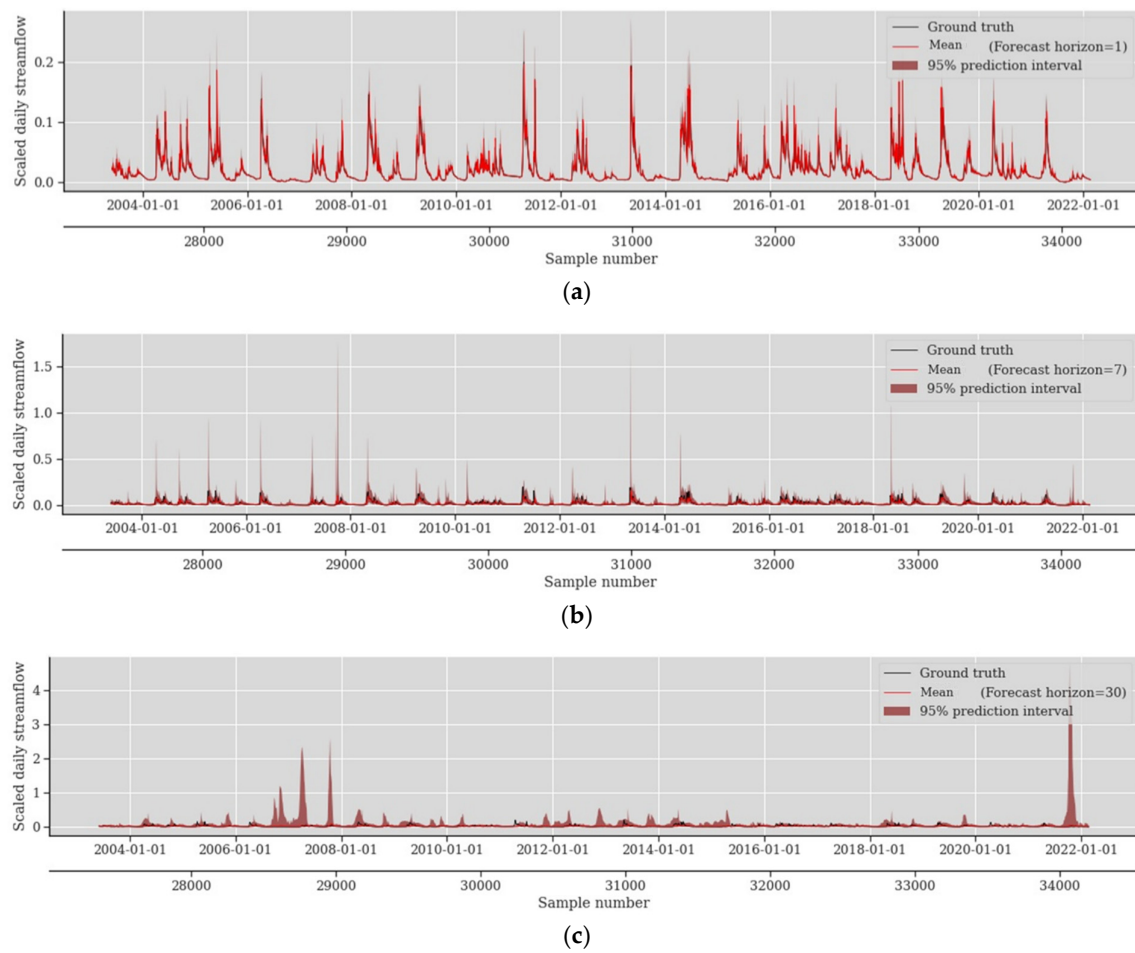 Scaled daily streamflow
0.2
0.1
0.0
Ground truth
Mean (Forecast horizon=1)
95% prediction interval
2004-01-01 2006-01-01 2008-01-01 2010-01-01 2012-01-01 2014-01-01 2016-01-01 2018-01-01 2020-01-01 2022-01-01
28000 29000 30000 31000 32000 33000 34000
Sample number
(a)
Scaled daily streamflow
1.5
1.0
0.5
0.0
Ground truth
Mean (Forecast horizon=7)
95% prediction interval
2004-01-01 2006-01-01 2008-01-01 2010-01-01 2012-01-01 2014-01-01 2016-01-01 2018-01-01 2020-01-01 2022-01-01
28000 29000 30000 31000 32000 33000 34000
Sample number
(b)
Scaled daily streamflow
4
3
2
1
0
Ground truth
Mean (Forecast horizon=30)
95% prediction interval
2004-01-01 2006-01-01 2008-01-01 2010-01-01 2012-01-01 2014-01-01 2016-01-01 2018-01-01 2020-01-01 2022-01-01
28000 29000 30000 31000 32000 33000 34000
Sample number
(c)